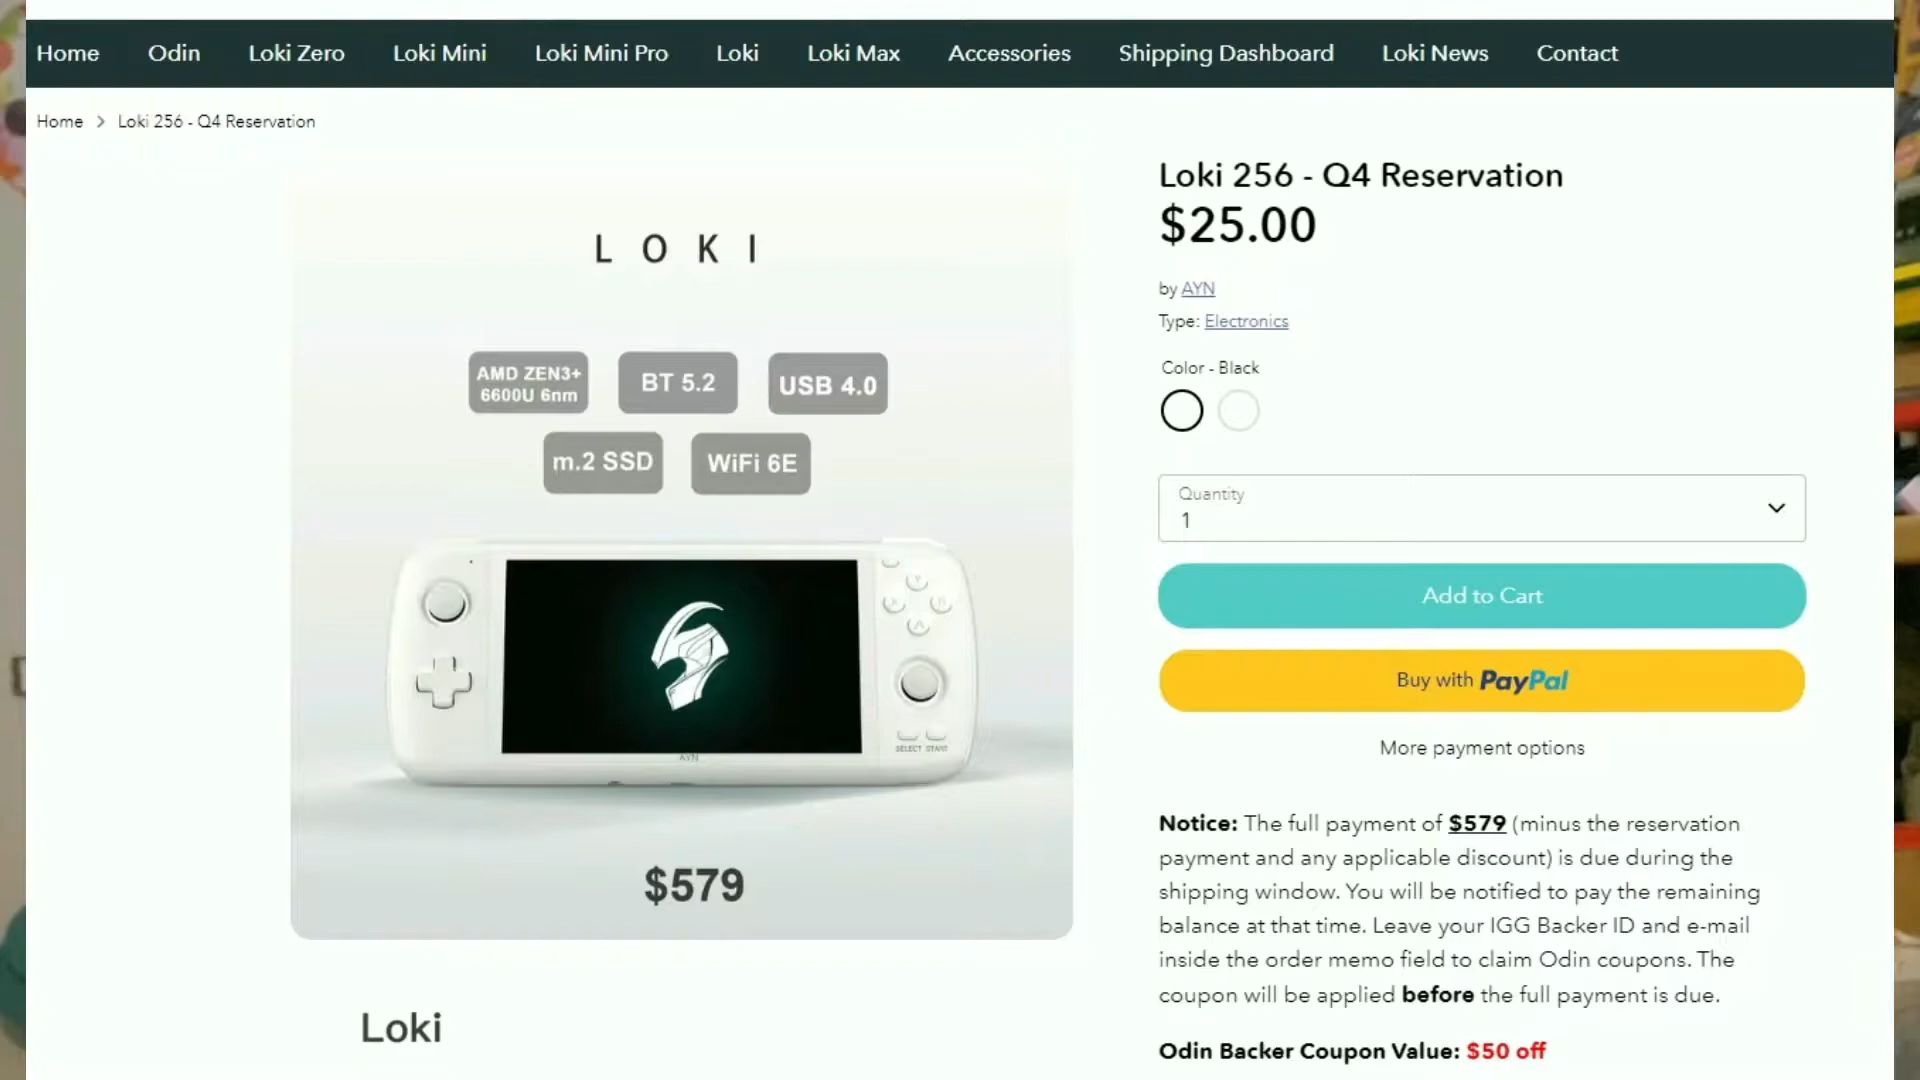 Home Odin Loki Zero Loki Mini Loki Mini Pro Loki Loki Max Accessories Shipping Dashboard Loki News Contact
Home > Loki 256 - Q4 Reservation
LOKI
AMD ZEN3+
6600U 6nm
BT 5.2
USB 4.0
m.2 SSD
WiFi 6E
Y
X B
A
SELECT START
AYN
$579
Loki
Loki 256 - Q4 Reservation
$25.00
by AYN
Type: Electronics
Color - Black
Quantity
1
Add to Cart
Buy with PayPal
More payment options
Notice: The full payment of $579 (minus the reservation
payment and any applicable discount) is due during the
shipping window. You will be notified to pay the remaining
balance at that time. Leave your IGG Backer ID and e-mail
inside the order memo field to claim Odin coupons. The
coupon will be applied before the full payment is due.
Odin Backer Coupon Value: $50 off